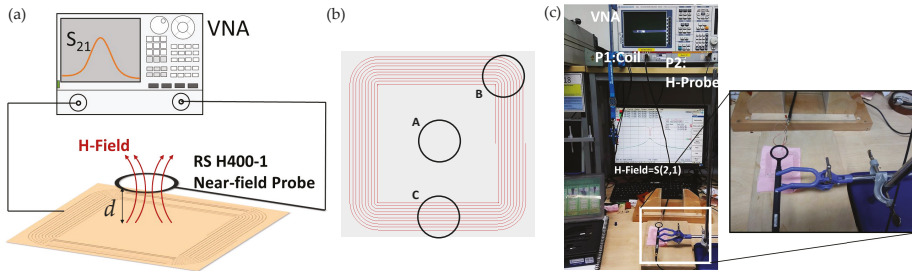 (a)
S21
VNA
H-Field
RS H400-1
Near-field Probe
d
(b)
A
B
C
(c)
VNA
P1:Coil
P2:
H-Probe
H-Field=S(2,1)